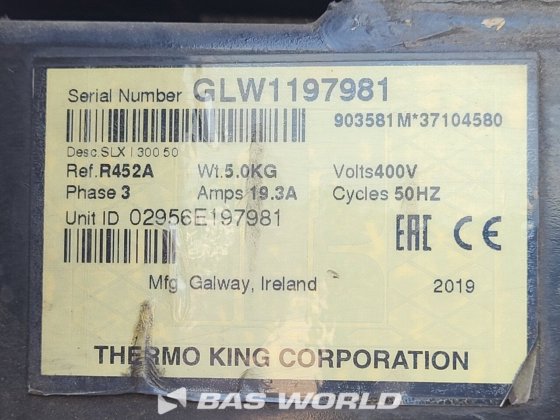 Serial Number GLW1197981
903581M*37104580
Desc.SLX I 300.50
Ref.R452A Wt.5.0KG Volts400V
Phase 3 Amps 19.3A Cycles 50HZ
Unit ID 02956E197981
EAC CE
Mfg. Galway, Ireland 2019
THERMO KING CORPORATION
BAS WORLD